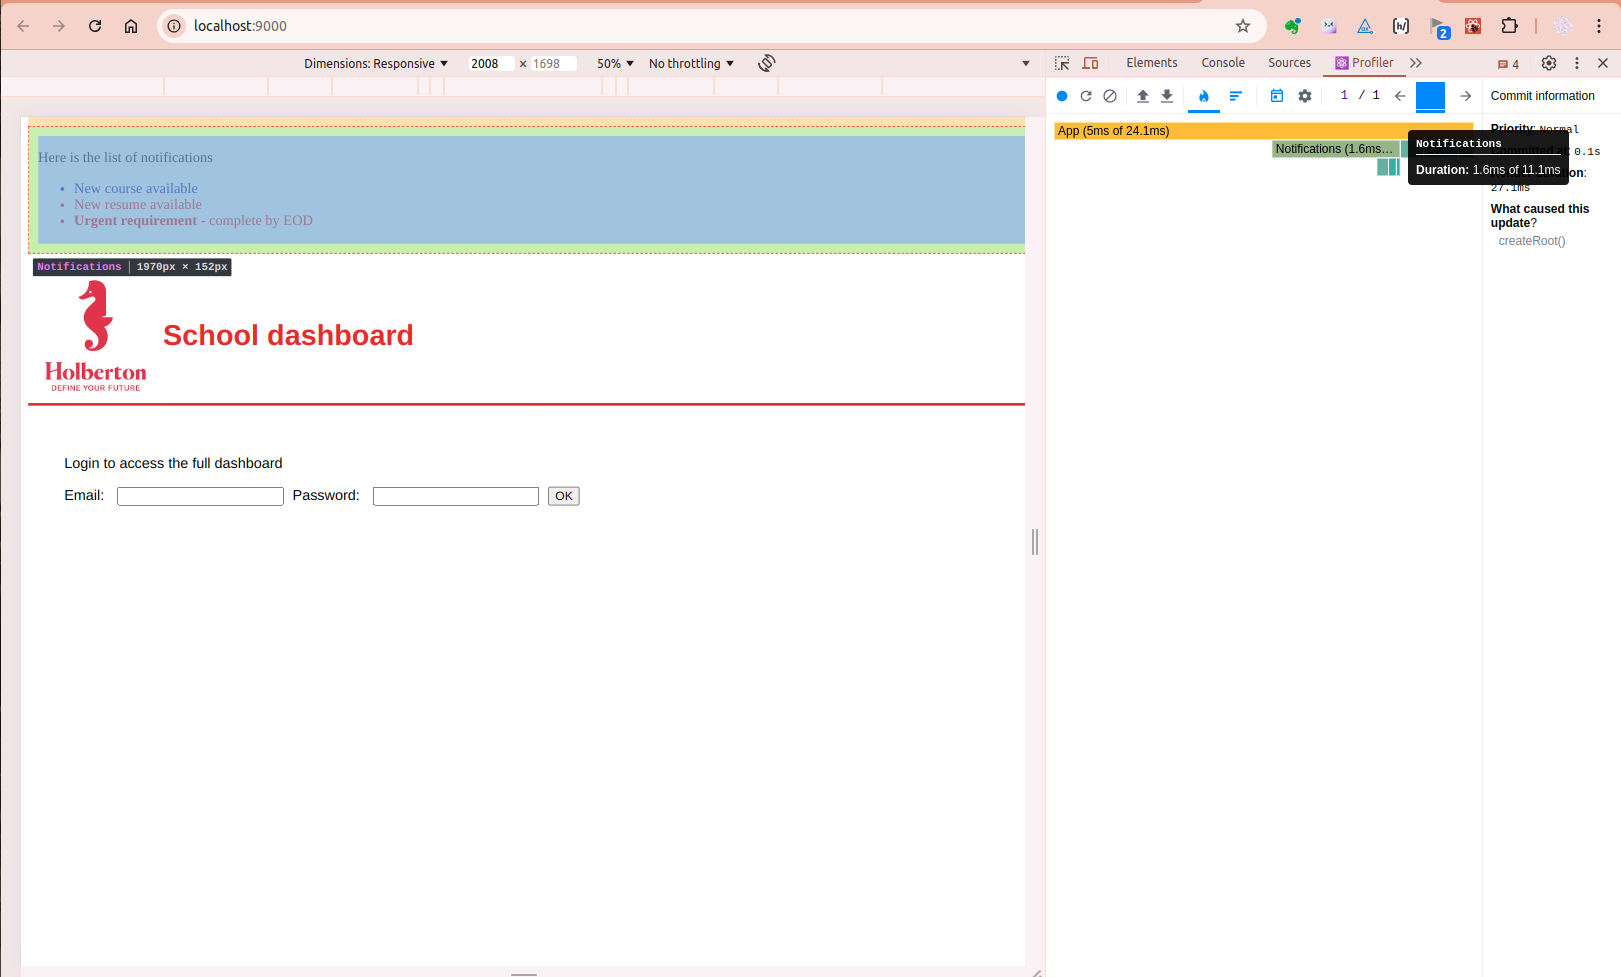 localhost:9000
2
Dimensions: Responsive 2008 × 1698 50% No throttling
Elements Console Sources Profiler 4
1 / 1 Commit information
App (5ms of 24.1ms)
Notifications (1.6ms...
Priority: Normal
Notifications
Duration: 1.6ms of 11.1ms
0.1s
27.1ms
What caused this
update?
createRoot()
Here is the list of notifications
• New course available
• New resume available
• Urgent requirement - complete by EOD
Notifications | 1970px × 152px
Holberton
DEFINE YOUR FUTURE
School dashboard
Login to access the full dashboard
Email: Password: OK